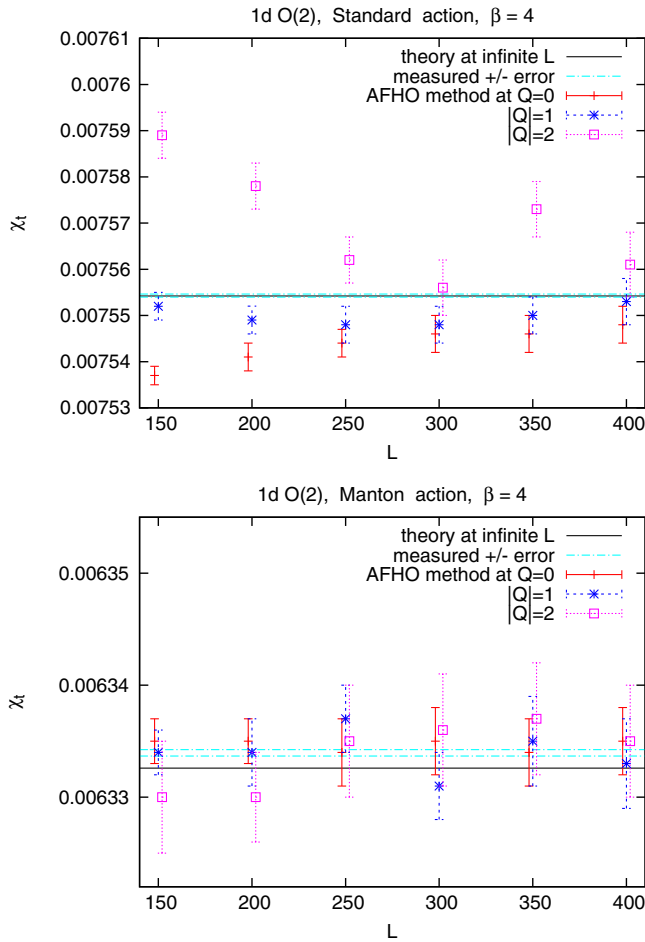 1d O(2), Standard action, β = 4
0.00761
0.0076
0.00759
0.00758
0.00757
0.00756
0.00755
0.00754
0.00753
χt
theory at infinite L
measured +/- error
AFHO method at Q=0
|Q|=1
|Q|=2
150 200 250 300 350 400
L
1d O(2), Manton action, β = 4
0.00635
0.00634
0.00633
χt
theory at infinite L
measured +/- error
AFHO method at Q=0
|Q|=1
|Q|=2
150 200 250 300 350 400
L